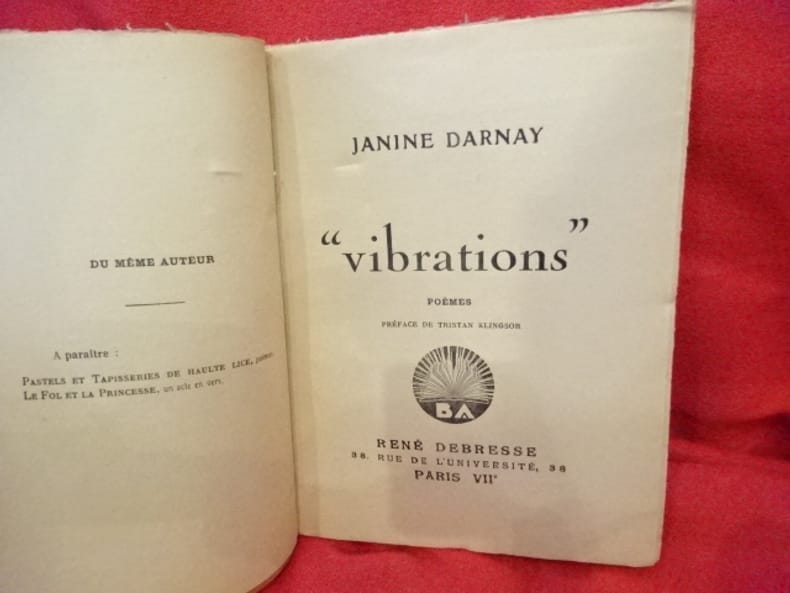 DU MÊME AUTEUR
A paraître :
PASTELS ET TAPISSERIES DE HAULTE LICE, poèmes.
LE FOL ET LA PRINCESSE, un acte en vers.
JANINE DARNAY
“vibrations”
POÈMES
PRÉFACE DE TRISTAN KLINGSOR
BA
RENÉ DEBRESSE
38, RUE DE L'UNIVERSITÉ, 38
PARIS VIIe